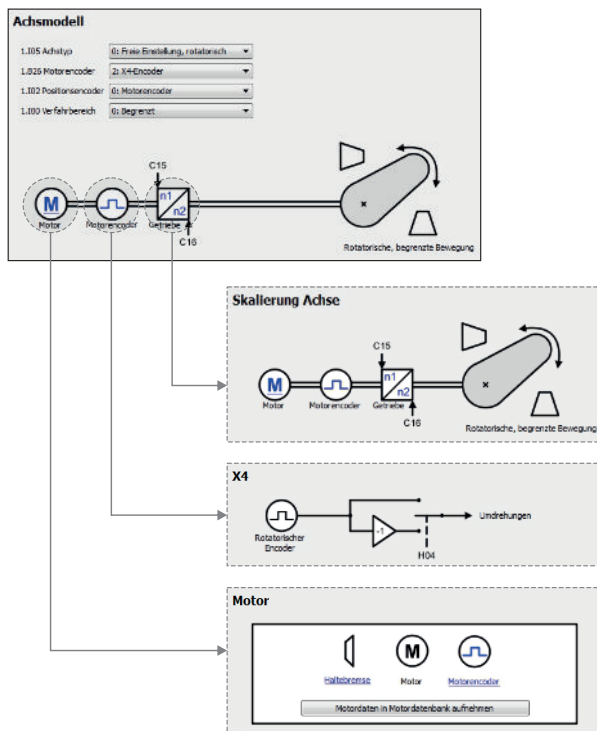 Achsmodell
1.I05 Achstyp 0: Freie Einstellung, rotatorisch
1.B26 Motorencoder 2: X4-Encoder
1.I02 Positionsencoder 0: Motorencoder
1.I00 Verfahrbereich 0: Begrenzt
C15
M
n1
n2
Motor
Motorencoder
Getriebe
C16
Rotatorische, begrenzte Bewegung
Skalierung Achse
C15
M
n1
n2
Motor
Motorencoder
Getriebe
C16
Rotatorische, begrenzte Bewegung
X4
Rotatorischer
Encoder
-1
Umdrehungen
H04
Motor
M
Haltebremse
Motor
Motorencoder
Motordaten in Motordatenbank aufnehmen